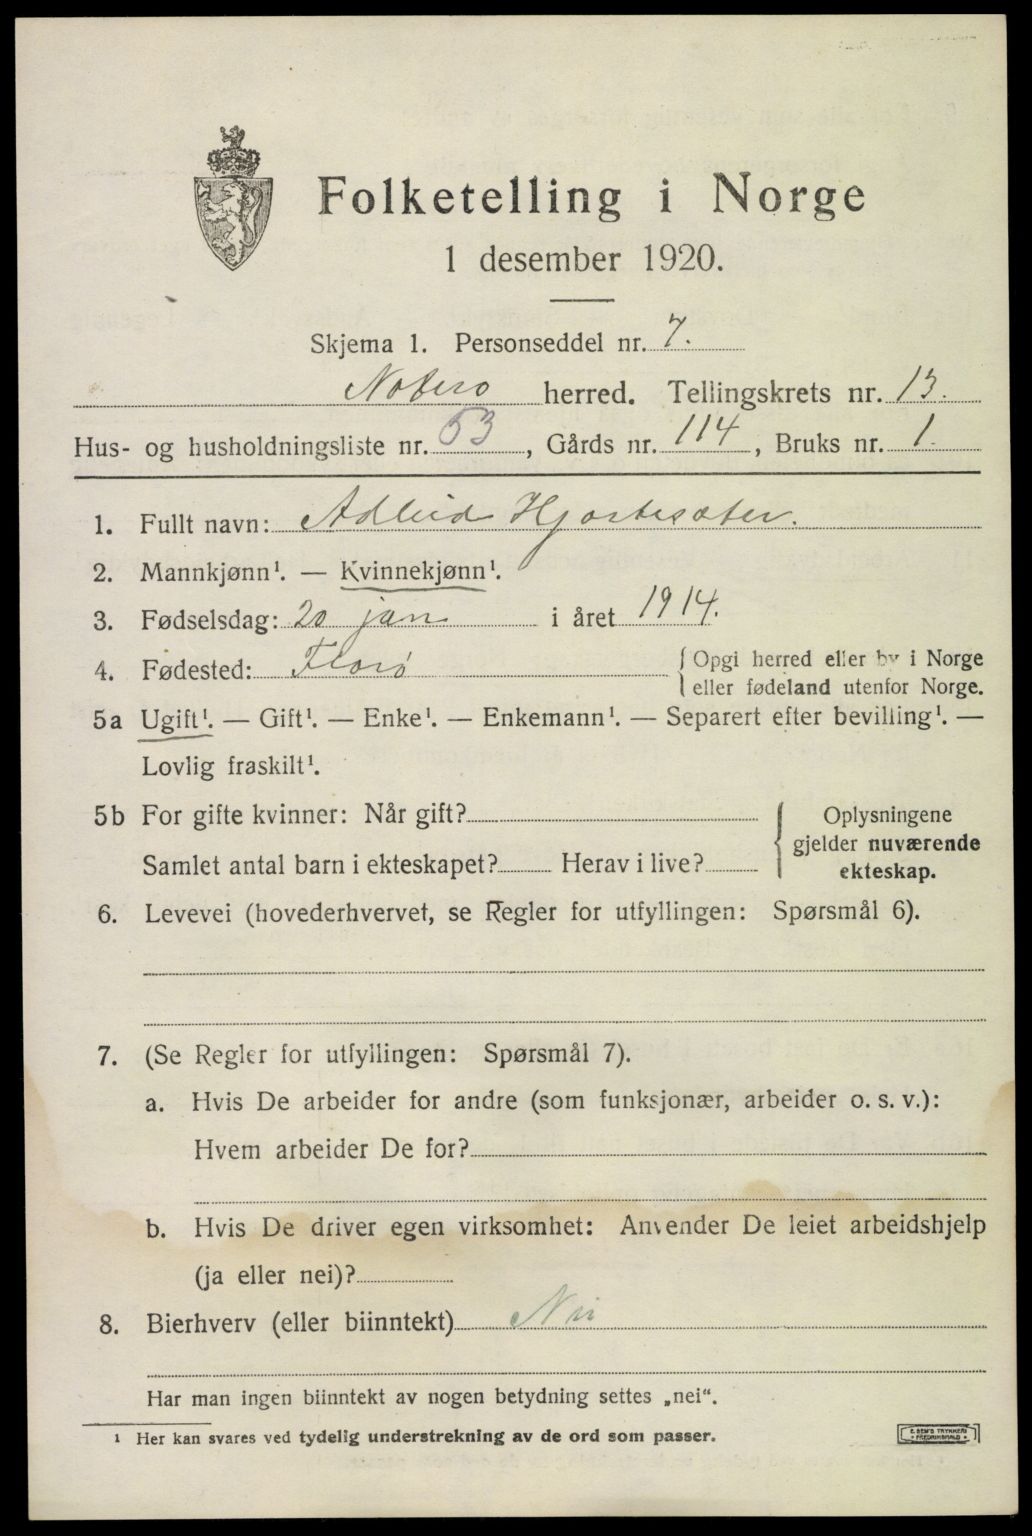 Folketelling i Norge
1 desember 1920.
Skjema 1. Personseddel nr. 7.
Nøtterø herred. Tellingskrets nr. 13.
Hus- og husholdningsliste nr. 53, Gårds nr. 114, Bruks nr. 1.
1. Fullt navn: Adleid Hjortesæter.
2. Mannkjønn¹. — Kvinnekjønn¹.
3. Fødselsdag: 20 jan i året 1914.
4. Fødested: Florø { Opgi herred eller by i Norge
eller fødeland utenfor Norge.
5a Ugift¹. — Gift¹. — Enke¹. — Enkemann¹. — Separert efter bevilling¹. —
Lovlig fraskilt¹.
5b For gifte kvinner: Når gift? { Oplysningene
gjelder nuværende
ekteskap.
Samlet antal barn i ekteskapet? Herav i live?
6. Levevei (hovederhvervet, se Regler for utfyllingen: Spørsmål 6).
7. (Se Regler for utfyllingen: Spørsmål 7).
a. Hvis De arbeider for andre (som funksjonær, arbeider o. s. v.):
Hvem arbeider De for?
b. Hvis De driver egen virksomhet: Anvender De leiet arbeidshjelp
(ja eller nei)?
8. Bierhverv (eller biinntekt) Nei
Har man ingen biinntekt av nogen betydning settes „nei“.
¹ Her kan svares ved tydelig understrekning av de ord som passer.